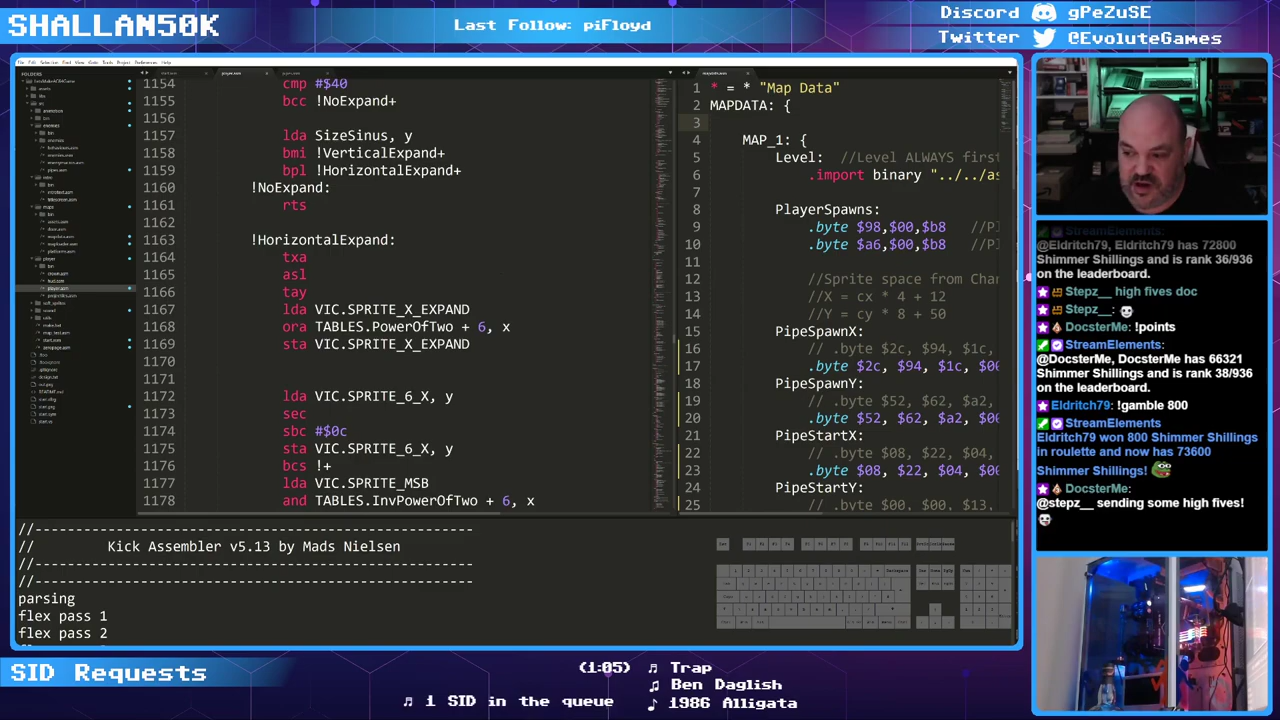 SHALLAN50K
Last Follow: piFloyd
Discord gPeZuSE
Twitter @EvoluteGames
FOLDERS
1154 cmp #$40
1155 bcc !NoExpand+
1156
1157 lda SizeSinus, y
1158 bmi !VerticalExpand+
1159 bpl !HorizontalExpand+
1160 !NoExpand:
1161 rts
1162
1163 !HorizontalExpand:
1164 txa
1165 asl
1166 tay
1167 lda VIC.SPRITE_X_EXPAND
1168 ora TABLES.PowerOfTwo + 6, x
1169 sta VIC.SPRITE_X_EXPAND
1170
1171
1172 lda VIC.SPRITE_6_X, y
1173 sec
1174 sbc #$0c
1175 sta VIC.SPRITE_6_X, y
1176 bcs !+
1177 lda VIC.SPRITE_MSB
1178 and TABLES.InvPowerOfTwo + 6, x
1 * = * "Map Data"
2 MAPDATA: {
3
4 MAP_1: {
5 Level: //Level ALWAYS first
6 .import binary "../../as
7
8 PlayerSpawns:
9 .byte $98,$00,$b8 //Pl
10 .byte $a6,$00,$b8 //Pl
11
12 //Sprite space from Char
13 // = cx * 4 + 12
14 // = cy * 8 + 50
15 PipeSpawnX:
16 // .byte $2c,$94, $1c,
17 .byte $2c, $94, $1c, $00
18 PipeSpawnY:
19 // .byte $52, $62, $a2,
20 .byte $52, $62, $a2, $00
21 PipeStartX:
22 // .byte $08, $22, $04,
23 .byte $08, $22, $04, $00
24 PipeStartY:
25 // .byte $00, $00, $13,
//------------------------------------------------------
// Kick Assembler v5.13 by Mads Nielsen
//------------------------------------------------------
//------------------------------------------------------
parsing
flex pass 1
flex pass 2
StreamElements
@Eldritch79, Eldritch79 has 72800
Shimmer Shillings and is rank 36/936
on the leaderboard.
Stepz__ high fives doc
Stepz__:
DocsterMe: !points
StreamElements:
@DocsterMe, DocsterMe has 66321
Shimmer Shillings and is rank 38/936
on the leaderboard.
Eldritch79: !gamble 800
StreamElements
Eldritch79 won 800 Shimmer Shillings
in roulette and now has 73600
Shimmer Shillings!
DocsterMe:
@stepz__ sending some high fives!
SID Requests
(1:05) Trap
Ben Daglish
1 SID in the queue
1986 Alligata